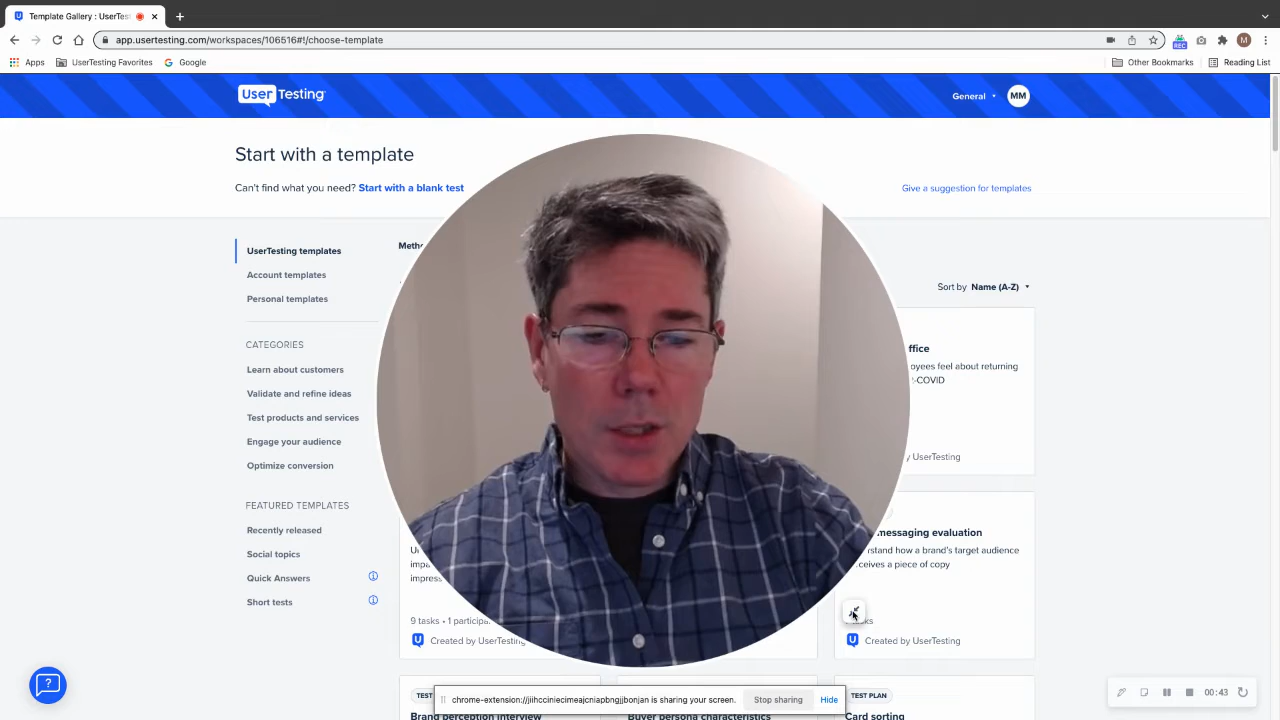 Template Gallery : UserTest
app.usertesting.com/workspaces/106516#!/choose-template
REC
M
Apps
UserTesting Favorites
Google
Other Bookmarks
Reading List
User Testing
General
MM
Start with a template
Can't find what you need? Start with a blank test
Give a suggestion for templates
UserTesting templates
Account templates
Personal templates
CATEGORIES
Learn about customers
Validate and refine ideas
Test products and services
Engage your audience
Optimize conversion
FEATURED TEMPLATES
Recently released
Social topics
Quick Answers
Short tests
Sort by Name (A-Z)
feel about returning
COVID
UserTesting
messaging evaluation
how a brand's target audience
a piece of copy
Created by UserTesting
9 tasks • 1
Created by UserTesting
TEST PLAN
Brand perception interview
Buyer persona characteristics
Card sorting
chrome-extension://jiihcciniecimeajcniapbngjjbonjan is sharing your screen.
Stop sharing
Hide
00:43